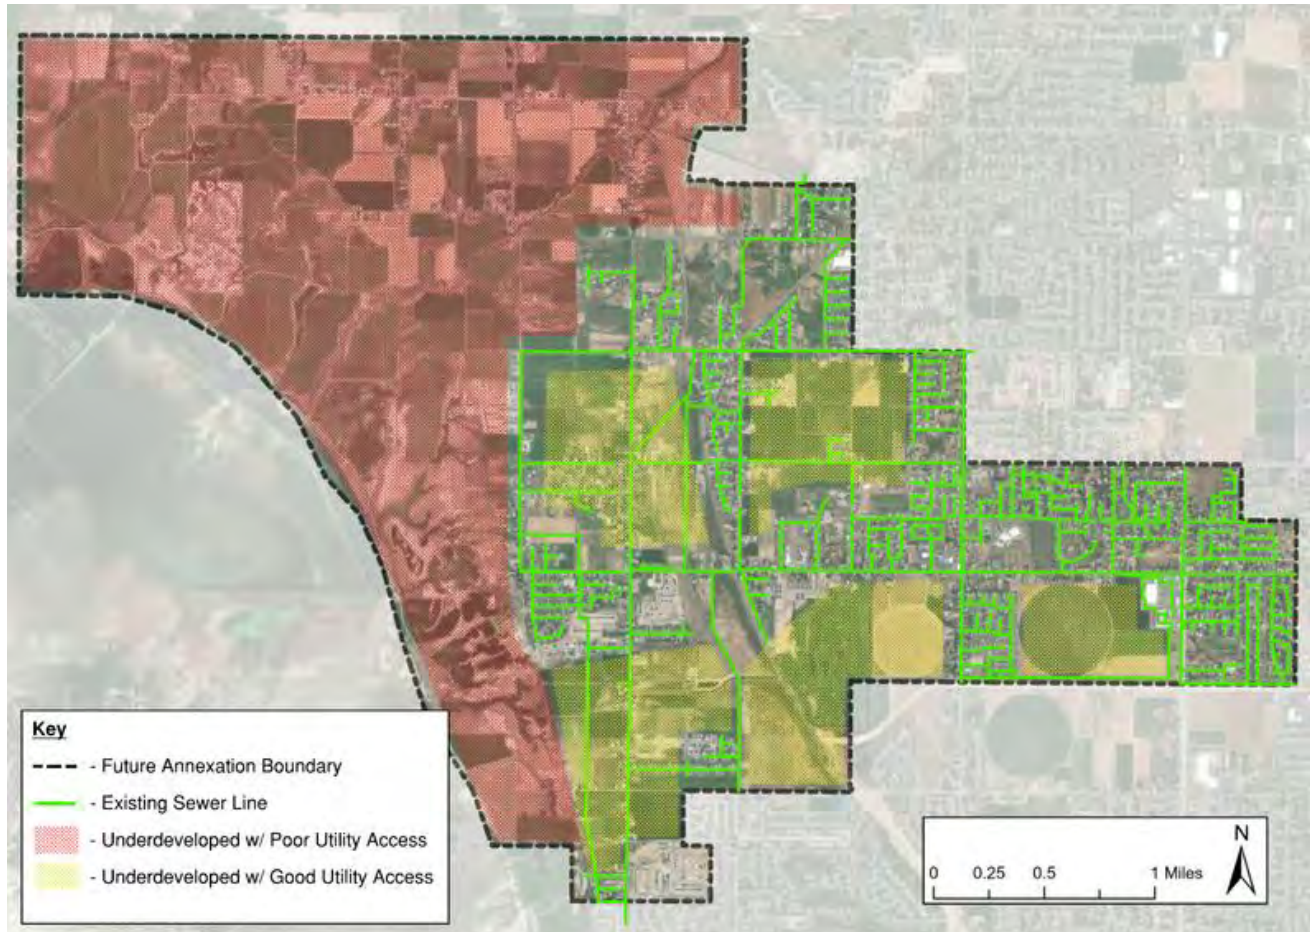 Key
- Future Annexation Boundary
- Existing Sewer Line
- Underdeveloped w/ Poor Utility Access
- Underdeveloped w/ Good Utility Access
N
0 0.25 0.5 1 Miles